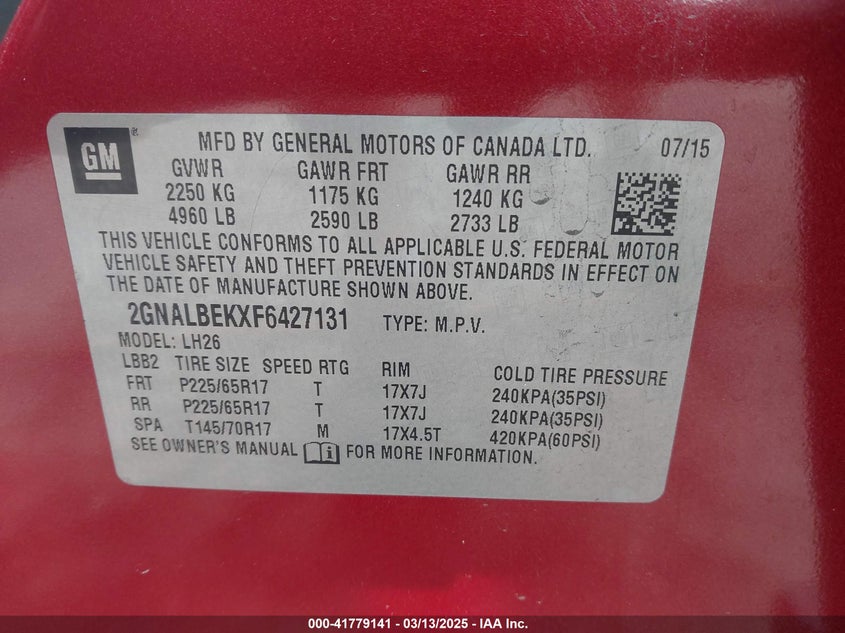 GM
MFD BY GENERAL MOTORS OF CANADA LTD. 07/15
GVWR GAWR FRT GAWR RR
2250 KG 1175 KG 1240 KG
4960 LB 2590 LB 2733 LB
THIS VEHICLE CONFORMS TO ALL APPLICABLE U.S. FEDERAL MOTOR
VEHICLE SAFETY AND THEFT PREVENTION STANDARDS IN EFFECT ON
THE DATE OF MANUFACTURE SHOWN ABOVE.
2GNALBEKXF6427131 TYPE: M.P.V.
MODEL: LH26
LBB2 TIRE SIZE SPEED RTG RIM COLD TIRE PRESSURE
FRT P225/65R17 T 17X7J 240KPA(35PSI)
RR P225/65R17 T 17X7J 240KPA(35PSI)
SPA T145/70R17 M 17X4.5T 420KPA(60PSI)
SEE OWNER'S MANUAL i FOR MORE INFORMATION.
000-41779141 — 03/13/2025 — IAA Inc.